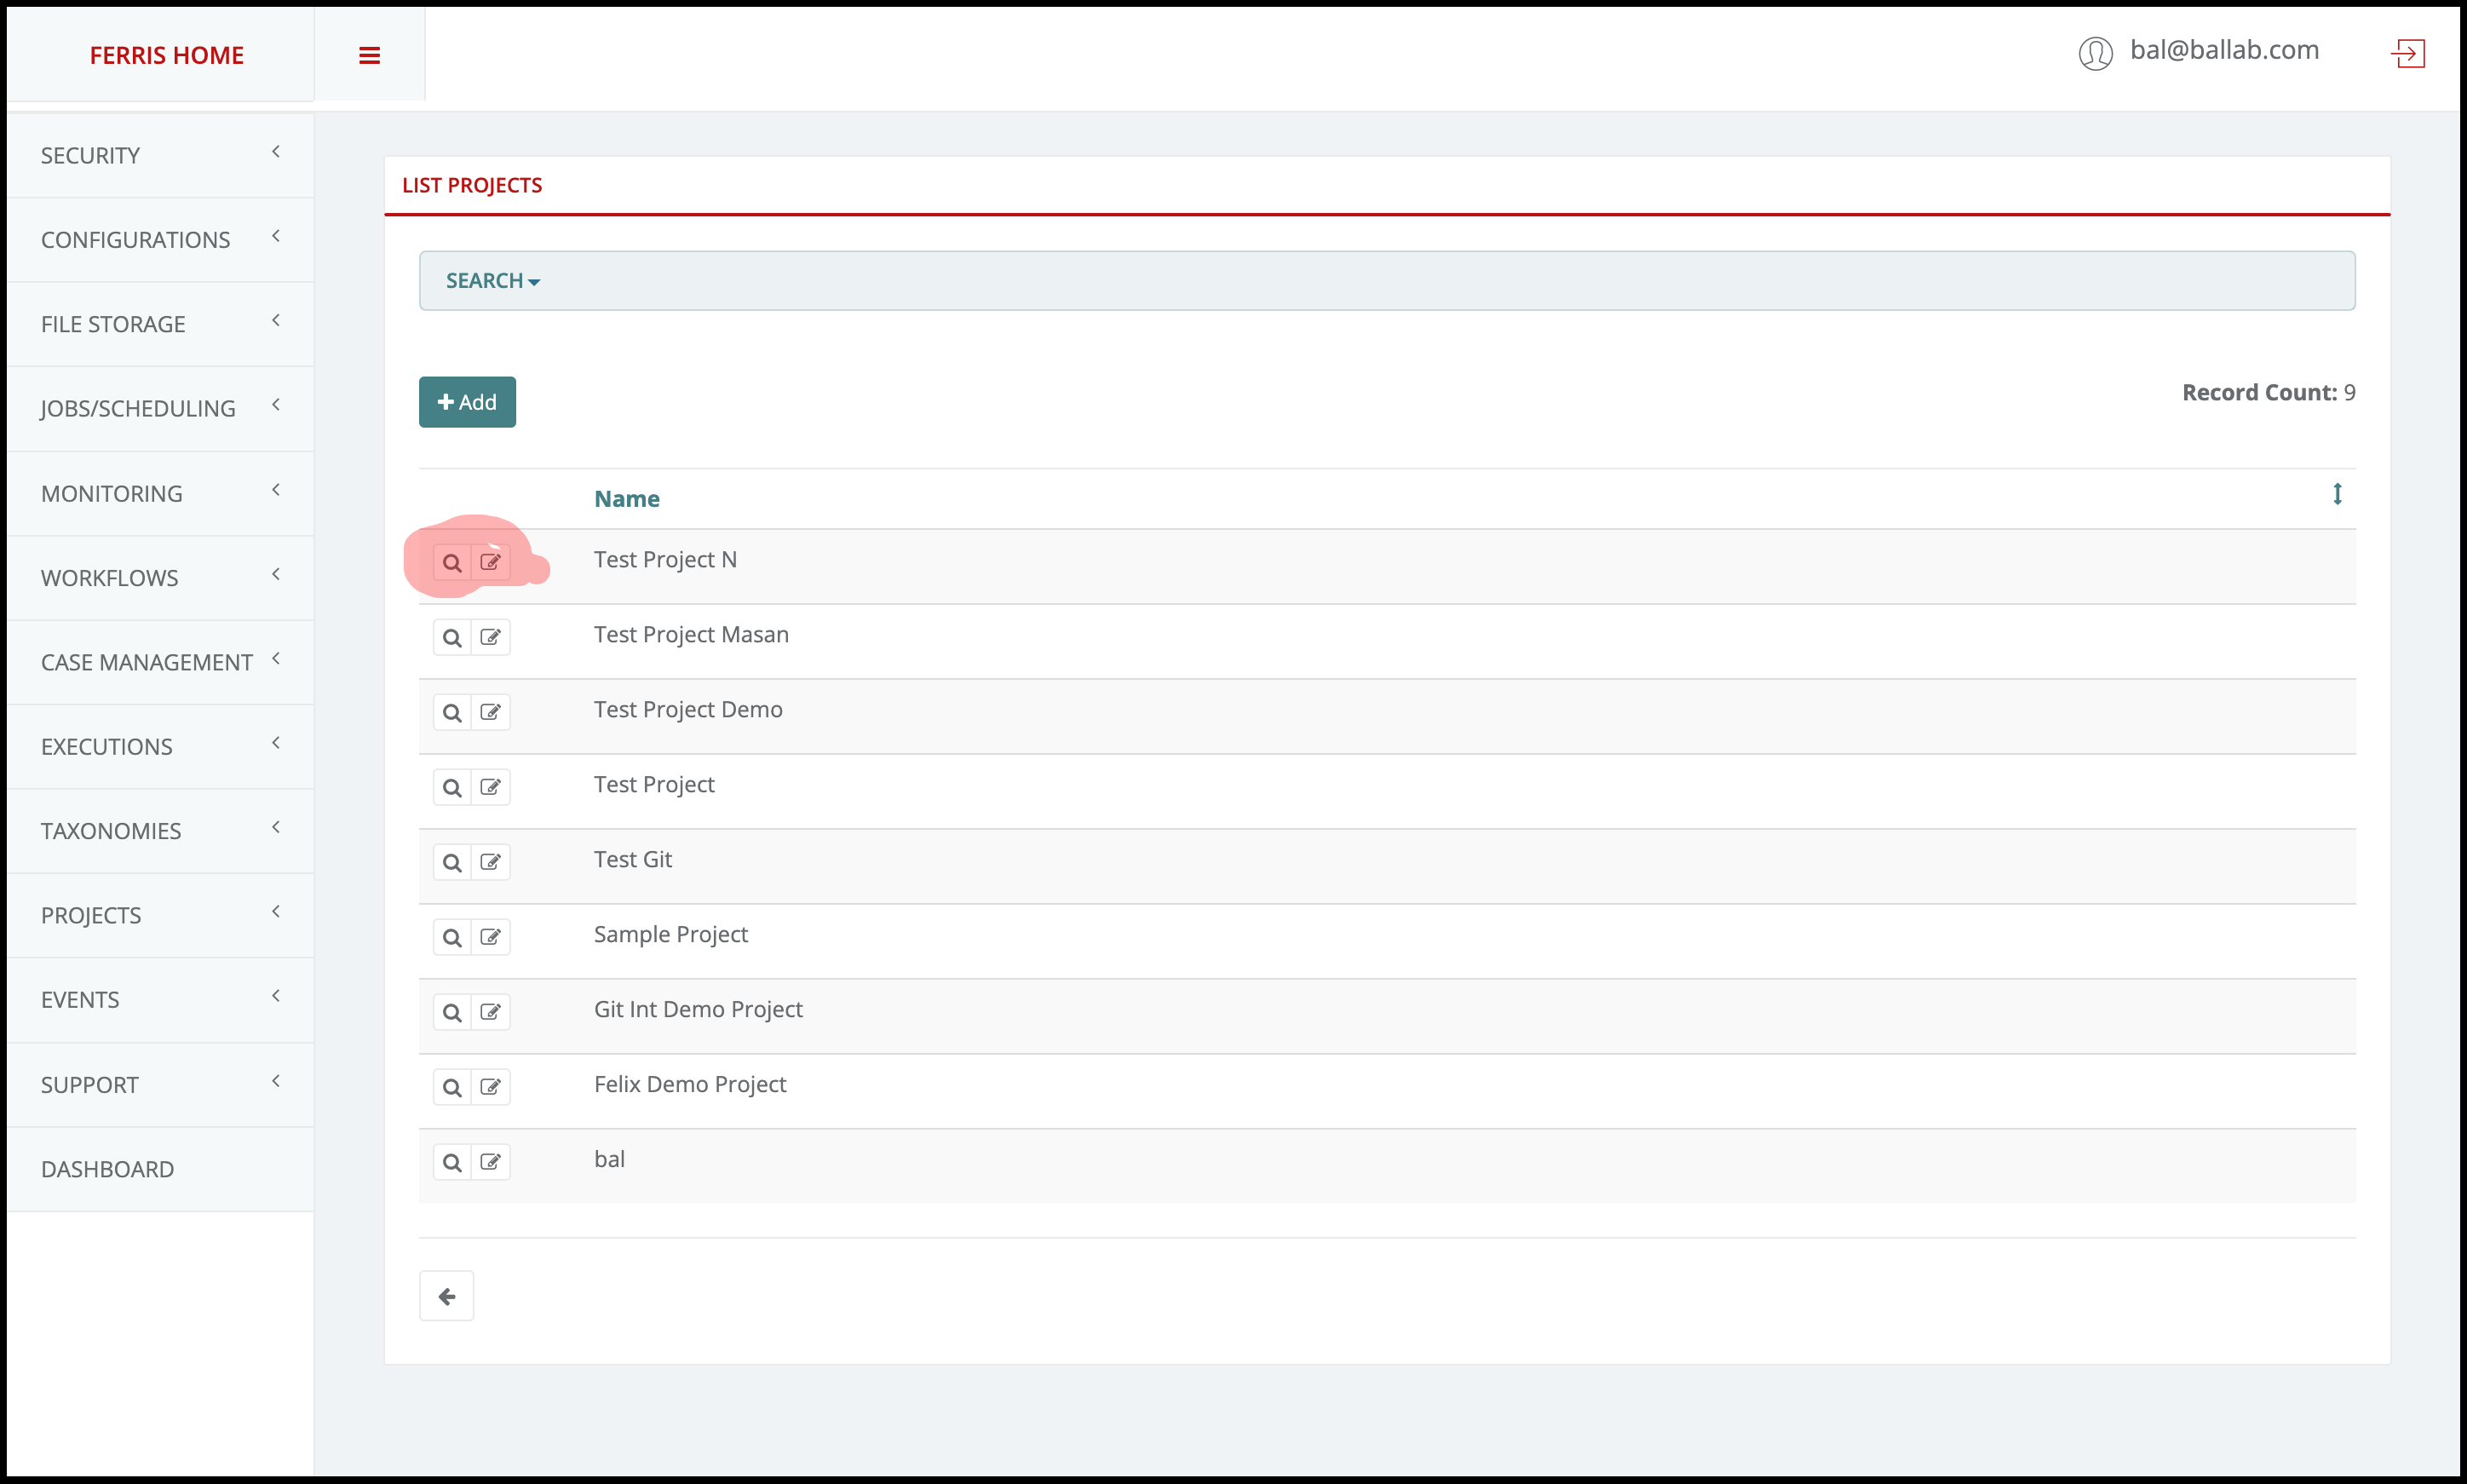 FERRIS HOME
bal@ballab.com
SECURITY
CONFIGURATIONS
FILE STORAGE
JOBS/SCHEDULING
MONITORING
WORKFLOWS
CASE MANAGEMENT
EXECUTIONS
TAXONOMIES
PROJECTS
EVENTS
SUPPORT
DASHBOARD
LIST PROJECTS
SEARCH
Add
Record Count: 9
Name
Test Project N
Test Project Masan
Test Project Demo
Test Project
Test Git
Sample Project
Git Int Demo Project
Felix Demo Project
bal